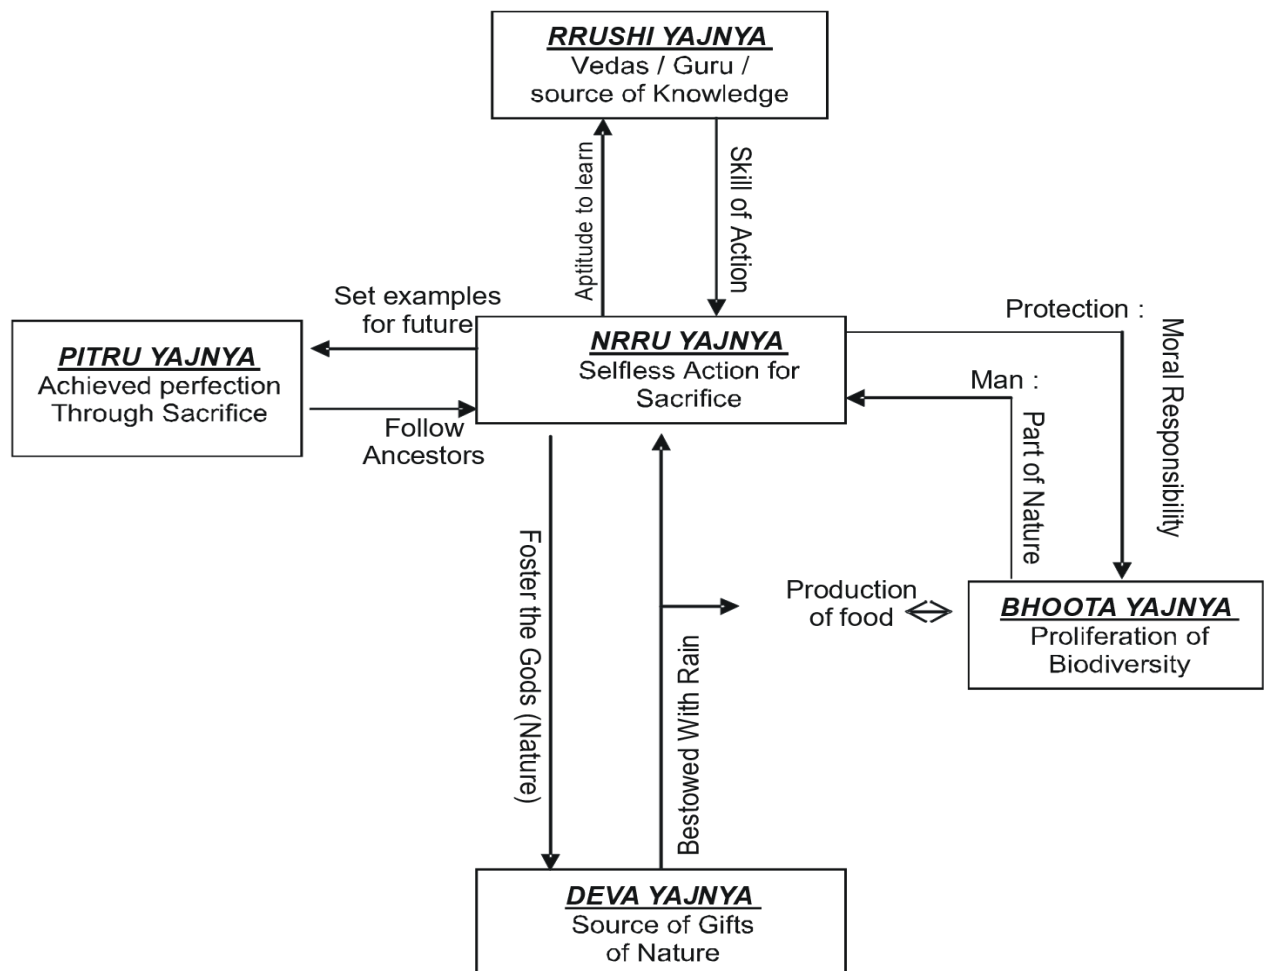 RRUSHI YAJNYA
Vedas / Guru /
source of Knowledge
Aptitude to learn
Skill of Action
Set examples
for future
PITRU YAJNYA
Achieved perfection
Through Sacrifice
Follow
Ancestors
NRRU YAJNYA
Selfless Action for
Sacrifice
Protection :
Moral Responsibility
Man :
Part of Nature
Foster the Gods (Nature)
Bestowed With Rain
Production
of food
BHOOTA YAJNYA
Proliferation of
Biodiversity
DEVA YAJNYA
Source of Gifts
of Nature